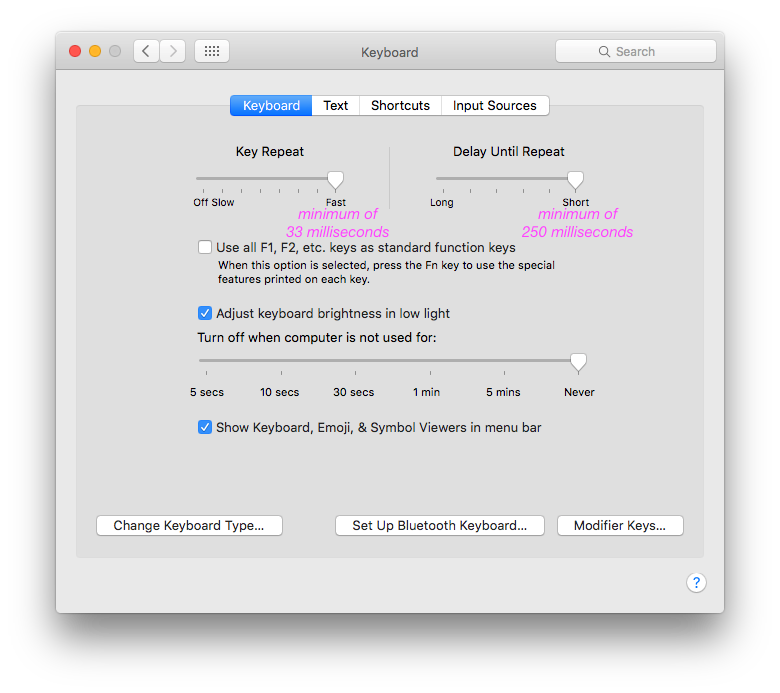 Keyboard
Search
Keyboard Text Shortcuts Input Sources
Key Repeat
Delay Until Repeat
Off Slow Fast
Long Short
minimum of
33 milliseconds
minimum of
250 milliseconds
Use all F1, F2, etc. keys as standard function keys
When this option is selected, press the Fn key to use the special
features printed on each key.
Adjust keyboard brightness in low light
Turn off when computer is not used for:
5 secs 10 secs 30 secs 1 min 5 mins Never
Show Keyboard, Emoji, & Symbol Viewers in menu bar
Change Keyboard Type... Set Up Bluetooth Keyboard... Modifier Keys...
?